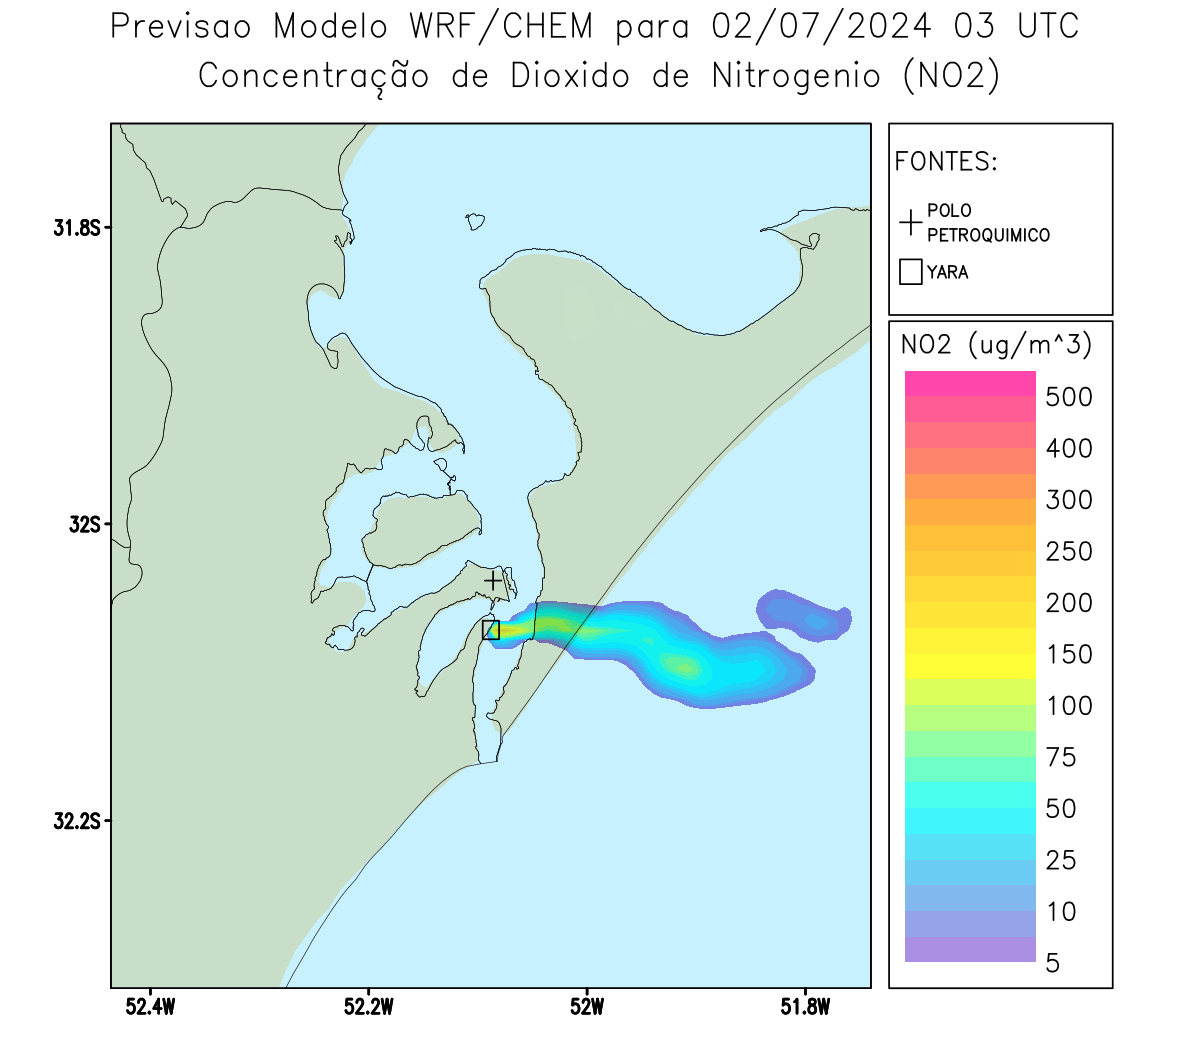 Previsao Modelo WRF/CHEM para 02/07/2024 03 UTC
Concentração de Dioxido de Nitrogenio (NO2)
FONTES:
POLO
PETROQUIMICO
YARA
NO2 (ug/m^3)
500
400
300
250
200
150
100
75
50
25
10
5
31.8S
32S
32.2S
52.4W 52.2W 52W 51.8W